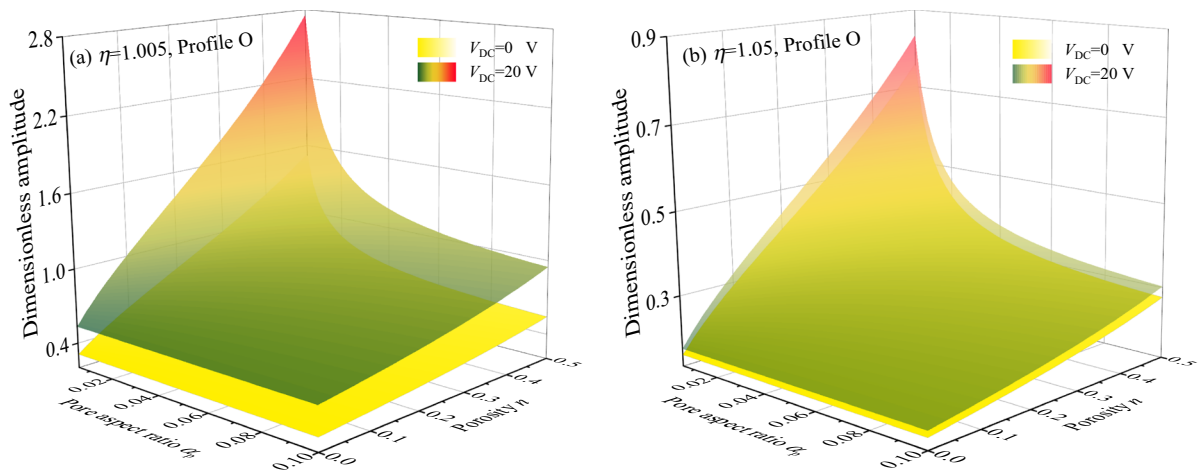 (a) η=1.005, Profile O
V_DC=0 V
V_DC=20 V
Dimensionless amplitude
2.8
2.2
1.6
1.0
0.4
0.02
0.04
0.06
0.08
0.10
Pore aspect ratio α_p
0.0
0.1
0.2
0.3
0.4
0.5
Porosity n
(b) η=1.05, Profile O
V_DC=0 V
V_DC=20 V
Dimensionless amplitude
0.9
0.7
0.5
0.3
0.02
0.04
0.06
0.08
0.10
Pore aspect ratio α_p
0.0
0.1
0.2
0.3
0.4
0.5
Porosity n